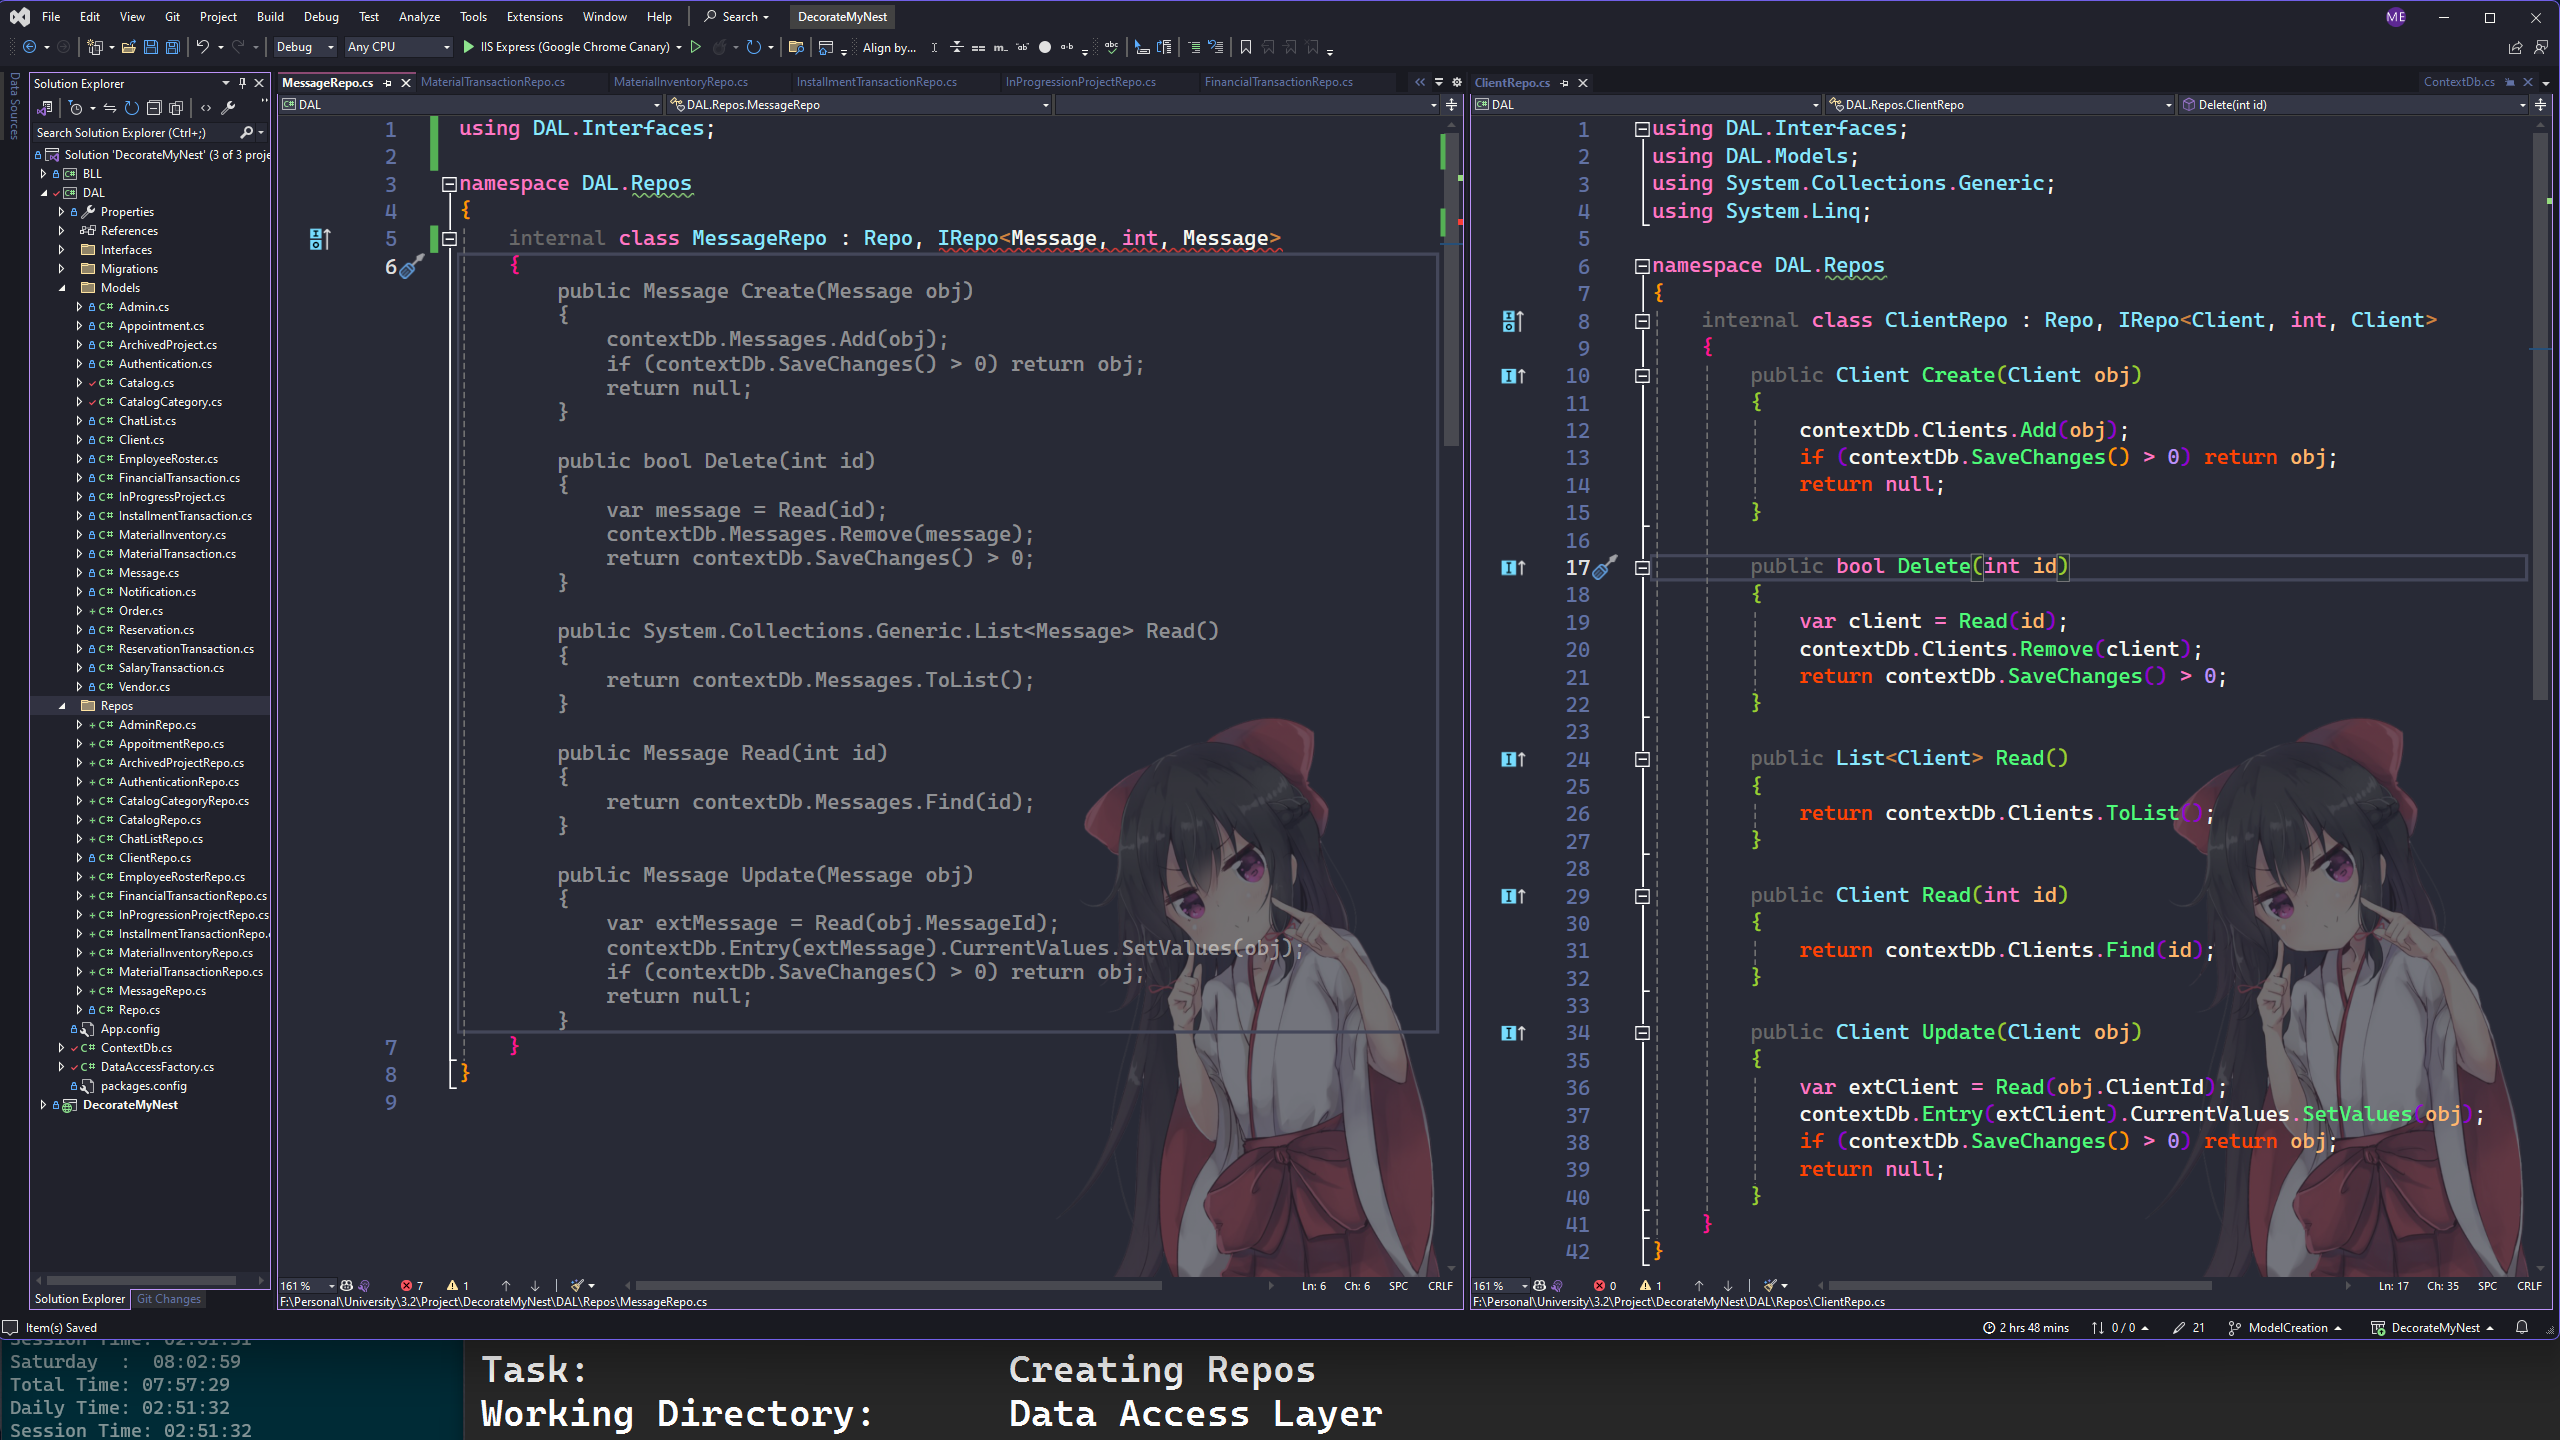 File Edit View Git Project Build Debug Test Analyze Tools Extensions Window Help Search DecorateMyNest ME
Debug Any CPU IIS Express (Google Chrome Canary) Align by...
Data Sources
Solution Explorer
Search Solution Explorer (Ctrl+;)
Solution 'DecorateMyNest' (3 of 3 proje
BLL
DAL
Properties
References
Interfaces
Migrations
Models
C# Admin.cs
C# Appointment.cs
C# ArchivedProject.cs
C# Authentication.cs
C# Catalog.cs
C# CatalogCategory.cs
C# ChatList.cs
C# Client.cs
C# EmployeeRoster.cs
C# FinancialTransaction.cs
C# InProgressProject.cs
C# InstallmentTransaction.cs
C# MaterialInventory.cs
C# MaterialTransaction.cs
C# Message.cs
C# Notification.cs
+ C# Order.cs
C# Reservation.cs
C# ReservationTransaction.cs
C# SalaryTransaction.cs
C# Vendor.cs
Repos
+ C# AdminRepo.cs
+ C# AppoitmentRepo.cs
+ C# ArchivedProjectRepo.cs
+ C# AuthenticationRepo.cs
+ C# CatalogCategoryRepo.cs
+ C# CatalogRepo.cs
+ C# ChatListRepo.cs
C# ClientRepo.cs
+ C# EmployeeRosterRepo.cs
+ C# FinancialTransactionRepo.cs
+ C# InProgressionProjectRepo.cs
+ C# InstallmentTransactionRepo.
+ C# MaterialInventoryRepo.cs
+ C# MaterialTransactionRepo.cs
+ C# MessageRepo.cs
C# Repo.cs
App.config
C# ContextDb.cs
C# DataAccessFactory.cs
packages.config
DecorateMyNest
Solution Explorer Git Changes
MessageRepo.cs MaterialTransactionRepo.cs MaterialInventoryRepo.cs InstallmentTransactionRepo.cs InProgressionProjectRepo.cs FinancialTransactionRepo.cs
C# DAL DAL.Repos.MessageRepo
1 using DAL.Interfaces;
2
3 namespace DAL.Repos
4 {
5 internal class MessageRepo : Repo, IRepo<Message, int, Message>
6 {
public Message Create(Message obj)
{
contextDb.Messages.Add(obj);
if (contextDb.SaveChanges() > 0) return obj;
return null;
}
public bool Delete(int id)
{
var message = Read(id);
contextDb.Messages.Remove(message);
return contextDb.SaveChanges() > 0;
}
public System.Collections.Generic.List<Message> Read()
{
return contextDb.Messages.ToList();
}
public Message Read(int id)
{
return contextDb.Messages.Find(id);
}
public Message Update(Message obj)
{
var extMessage = Read(obj.MessageId);
contextDb.Entry(extMessage).CurrentValues.SetValues(obj);
if (contextDb.SaveChanges() > 0) return obj;
return null;
}
7 }
8 }
9
161 % 7 1 Ln: 6 Ch: 6 SPC CRLF
F:\Personal\University\3.2\Project\DecorateMyNest\DAL\Repos\MessageRepo.cs
ClientRepo.cs ContextDb.cs
C# DAL DAL.Repos.ClientRepo Delete(int id)
1 using DAL.Interfaces;
2 using DAL.Models;
3 using System.Collections.Generic;
4 using System.Linq;
5
6 namespace DAL.Repos
7 {
8 internal class ClientRepo : Repo, IRepo<Client, int, Client>
9 {
10 public Client Create(Client obj)
11 {
12 contextDb.Clients.Add(obj);
13 if (contextDb.SaveChanges() > 0) return obj;
14 return null;
15 }
16
17 public bool Delete(int id)
18 {
19 var client = Read(id);
20 contextDb.Clients.Remove(client);
21 return contextDb.SaveChanges() > 0;
22 }
23
24 public List<Client> Read()
25 {
26 return contextDb.Clients.ToList();
27 }
28
29 public Client Read(int id)
30 {
31 return contextDb.Clients.Find(id);
32 }
33
34 public Client Update(Client obj)
35 {
36 var extClient = Read(obj.ClientId);
37 contextDb.Entry(extClient).CurrentValues.SetValues(obj);
38 if (contextDb.SaveChanges() > 0) return obj;
39 return null;
40 }
41 }
42 }
161 % 0 1 Ln: 17 Ch: 35 SPC CRLF
F:\Personal\University\3.2\Project\DecorateMyNest\DAL\Repos\ClientRepo.cs
Item(s) Saved 2 hrs 48 mins 0 / 0 21 ModelCreation DecorateMyNest
Session Time: 02:51:31
Saturday : 08:02:59
Total Time: 07:57:29
Daily Time: 02:51:32
Session Time: 02:51:32
Task: Creating Repos
Working Directory: Data Access Layer